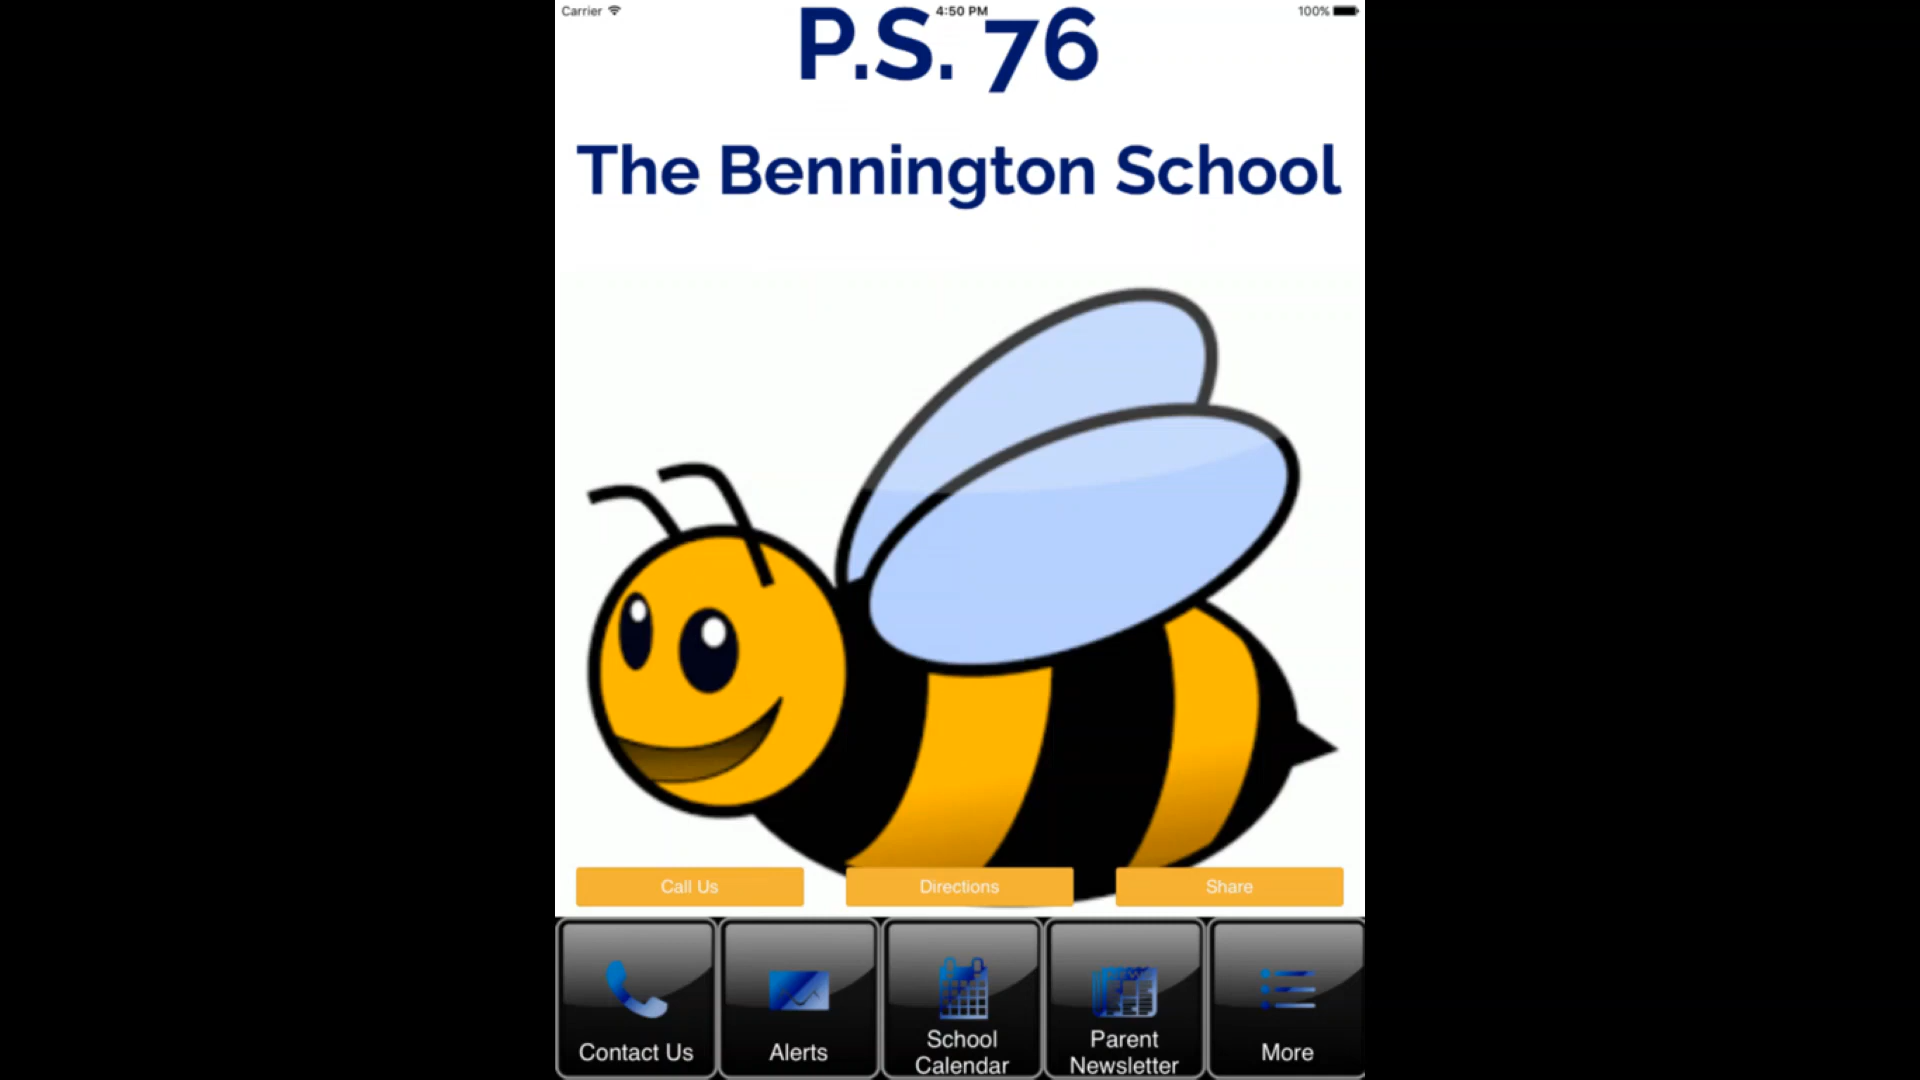 Carrier 4:50 PM 100%
P.S. 76
The Bennington School
Call Us Directions Share
Contact Us Alerts School Calendar Parent Newsletter More